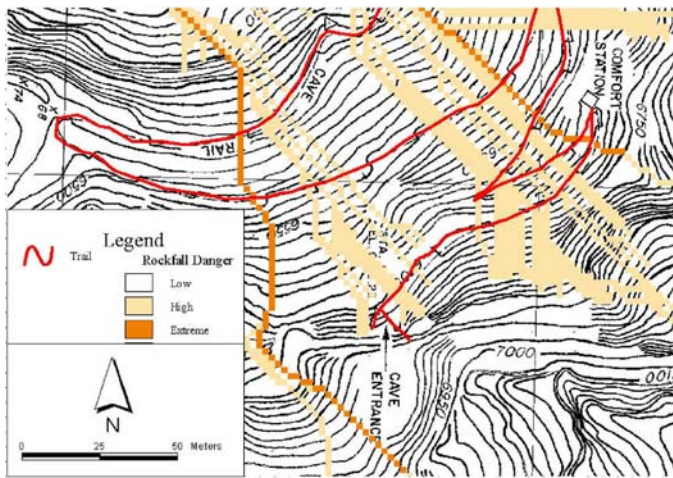 CAVE
RAIL
COMFORT
STATION
6750
6500
7000
6950
CAVE
ENTRANCE
Legend
Trail
Rockfall Danger
Low
High
Extreme
N
0 25 50 Meters